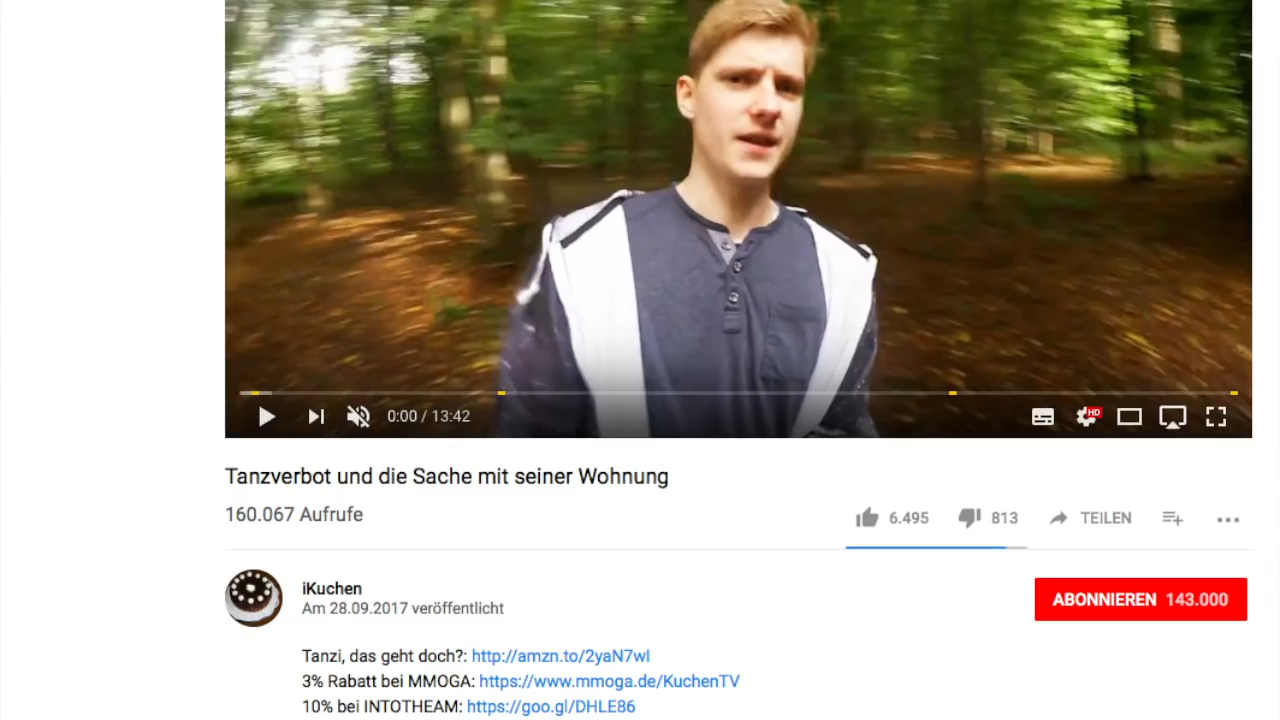 0:00 / 13:42
HD
Tanzverbot und die Sache mit seiner Wohnung
160.067 Aufrufe
6.495 813 TEILEN
iKuchen
Am 28.09.2017 veröffentlicht
ABONNIEREN 143.000
Tanzi, das geht doch?: http://amzn.to/2yaN7wI
3% Rabatt bei MMOGA: https://www.mmoga.de/KuchenTV
10% bei INTOTHEAM: https://goo.gl/DHLE86